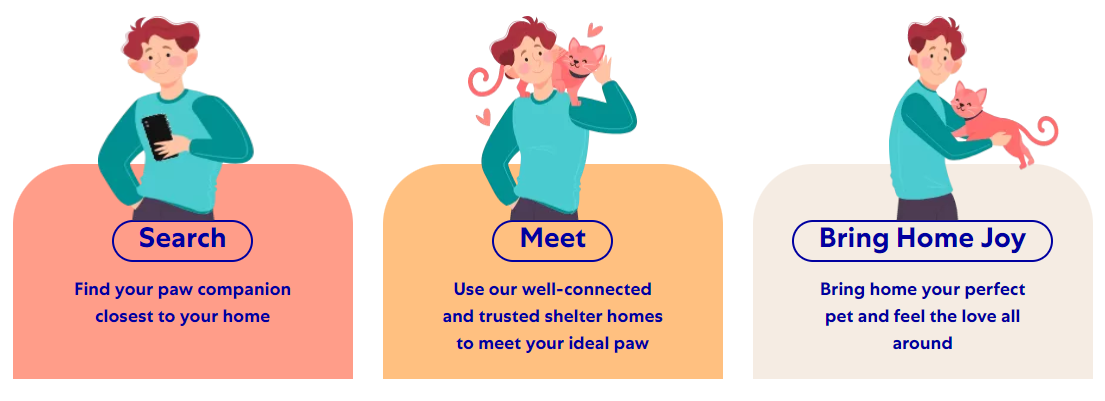 Search
Find your paw companion
closest to your home
Meet
Use our well-connected
and trusted shelter homes
to meet your ideal paw
Bring Home Joy
Bring home your perfect
pet and feel the love all
around